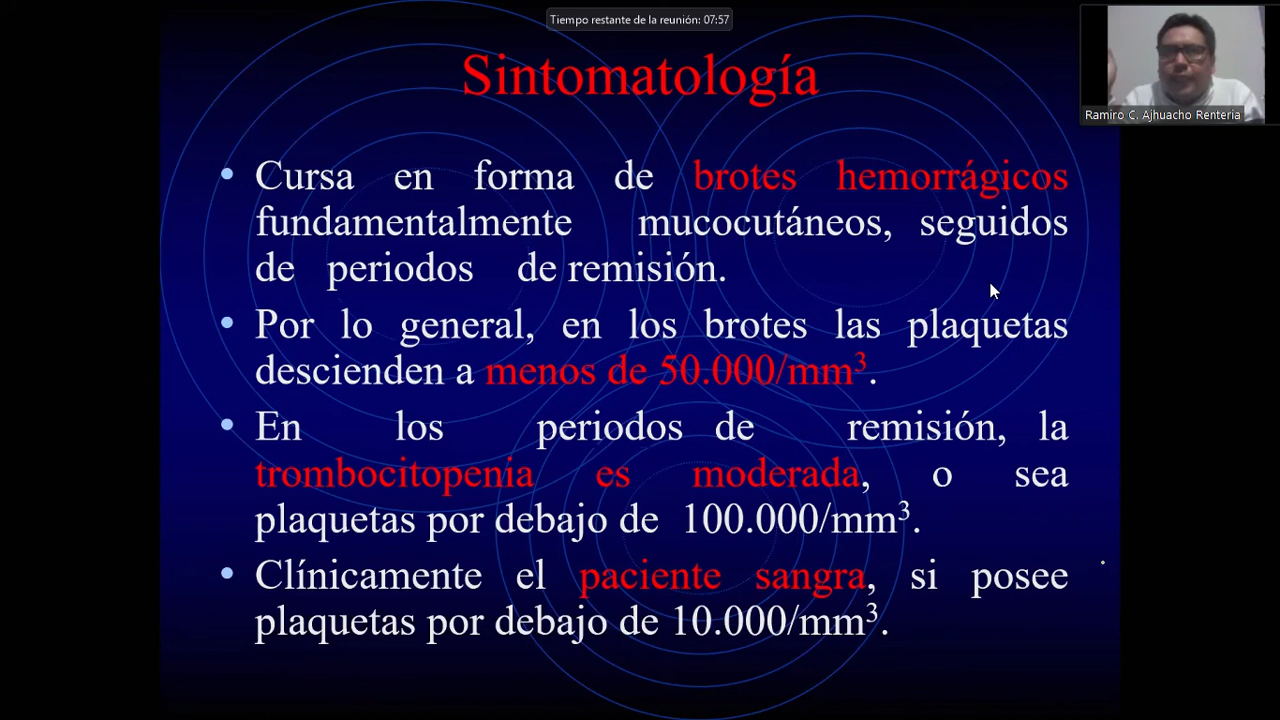 Tiempo restante de la reunión: 07:57
Sintomatología
Ramiro C. Ajhuacho Renteria
• Cursa en forma de brotes hemorrágicos
fundamentalmente mucocutáneos, seguidos
de periodos de remisión.
• Por lo general, en los brotes las plaquetas
descienden a menos de 50.000/mm³.
• En los periodos de remisión, la
trombocitopenia es moderada, o sea
plaquetas por debajo de 100.000/mm³.
• Clínicamente el paciente sangra, si posee
plaquetas por debajo de 10.000/mm³.